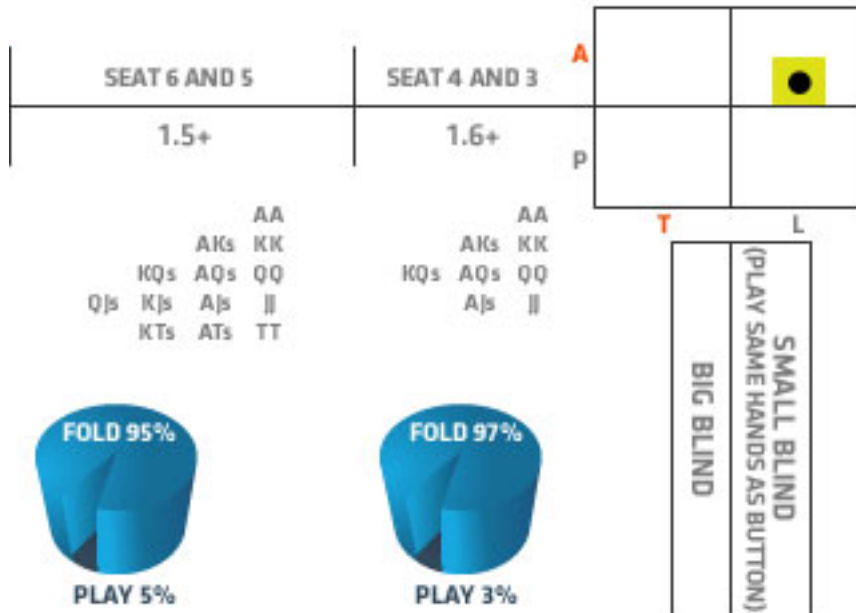 SEAT 6 AND 5
SEAT 4 AND 3
A
1.5+
1.6+
P
T
L
AA
AKs KK
KQs AQs QQ
QJs KJs AJs JJ
KTs ATs TT
AA
AKs KK
KQs AQs QQ
AJs JJ
BIG BLIND
SMALL BLIND
(PLAY SAME HANDS AS BUTTON)
FOLD 95%
PLAY 5%
FOLD 97%
PLAY 3%